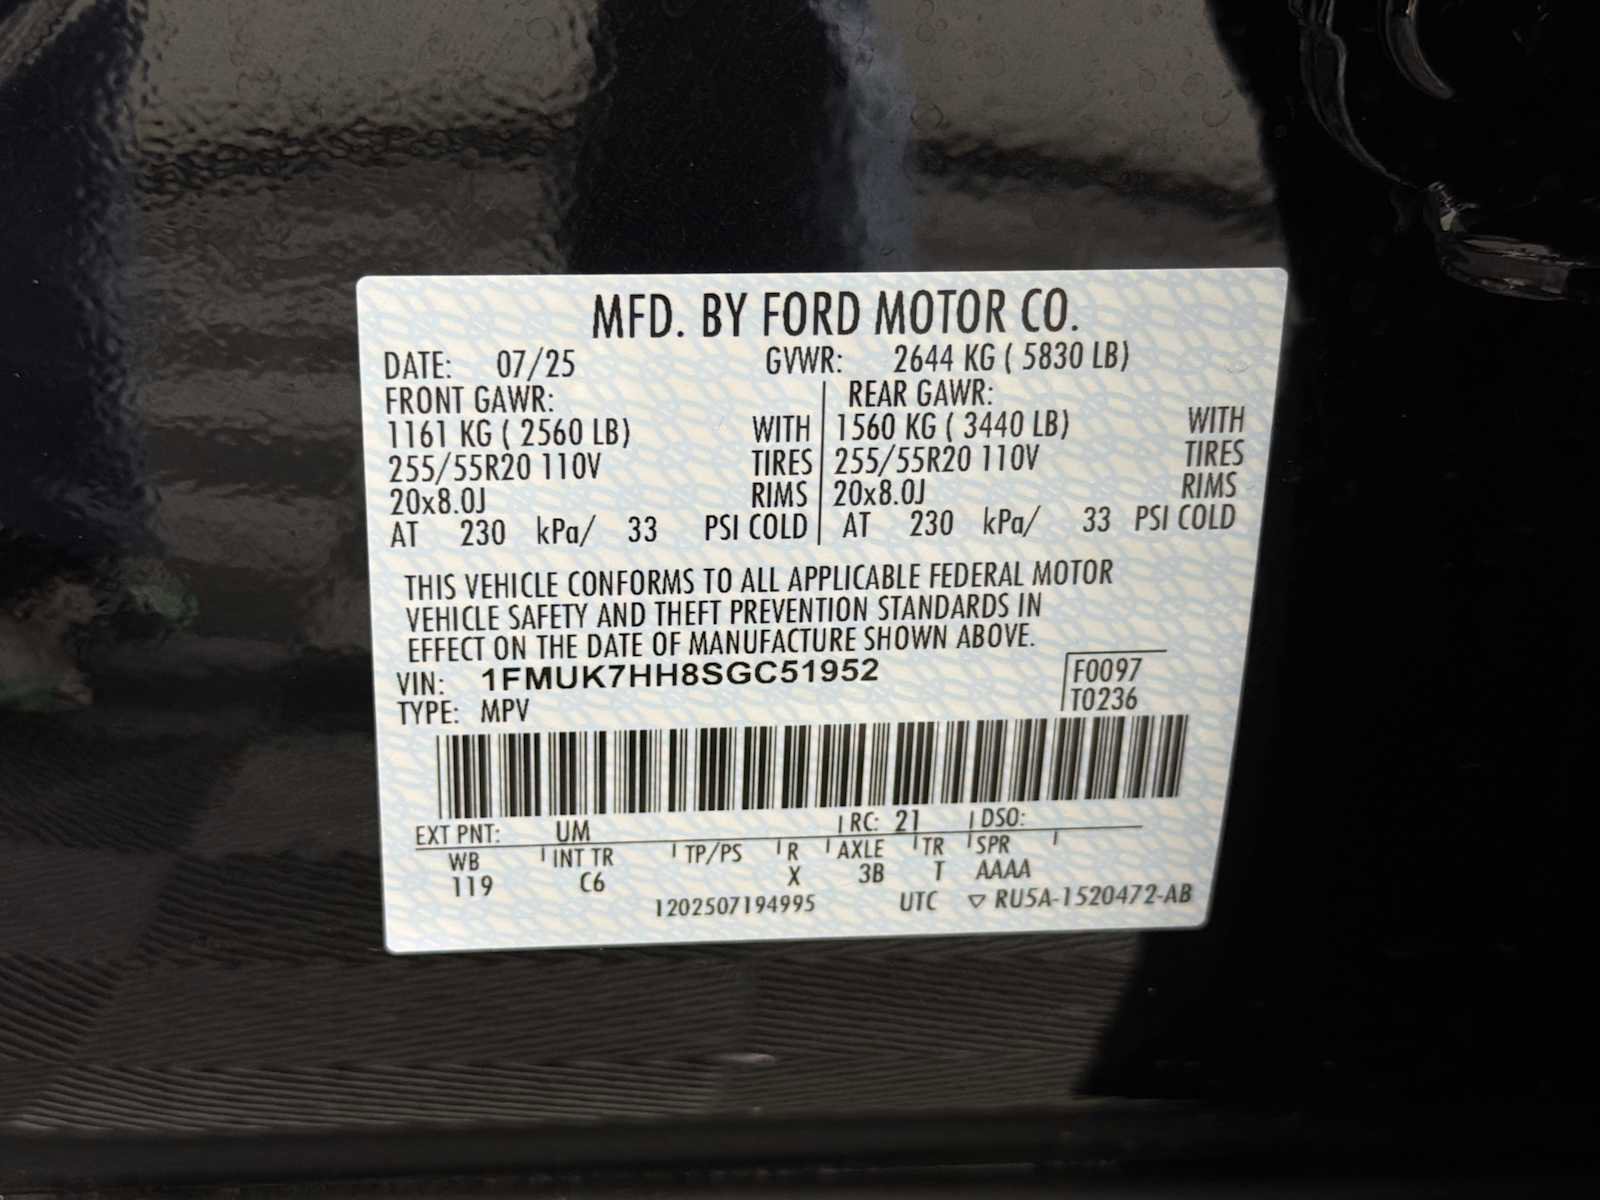 MFD. BY FORD MOTOR CO.
DATE: 07/25 GVWR: 2644 KG ( 5830 LB)
FRONT GAWR: REAR GAWR:
1161 KG ( 2560 LB) WITH 1560 KG ( 3440 LB) WITH
255/55R20 110V TIRES 255/55R20 110V TIRES
20x8.0J RIMS 20x8.0J RIMS
AT 230 kPa/ 33 PSI COLD AT 230 kPa/ 33 PSI COLD
THIS VEHICLE CONFORMS TO ALL APPLICABLE FEDERAL MOTOR
VEHICLE SAFETY AND THEFT PREVENTION STANDARDS IN
EFFECT ON THE DATE OF MANUFACTURE SHOWN ABOVE.
VIN: 1FMUK7HH8SGC51952 F0097
TYPE: MPV T0236
EXT PNT: UM RC: 21 DSO:
WB INT TR TP/PS R AXLE TR SPR
119 C6 X 3B T AAAA
1202507194995 UTC ▽ RU5A-1520472-AB